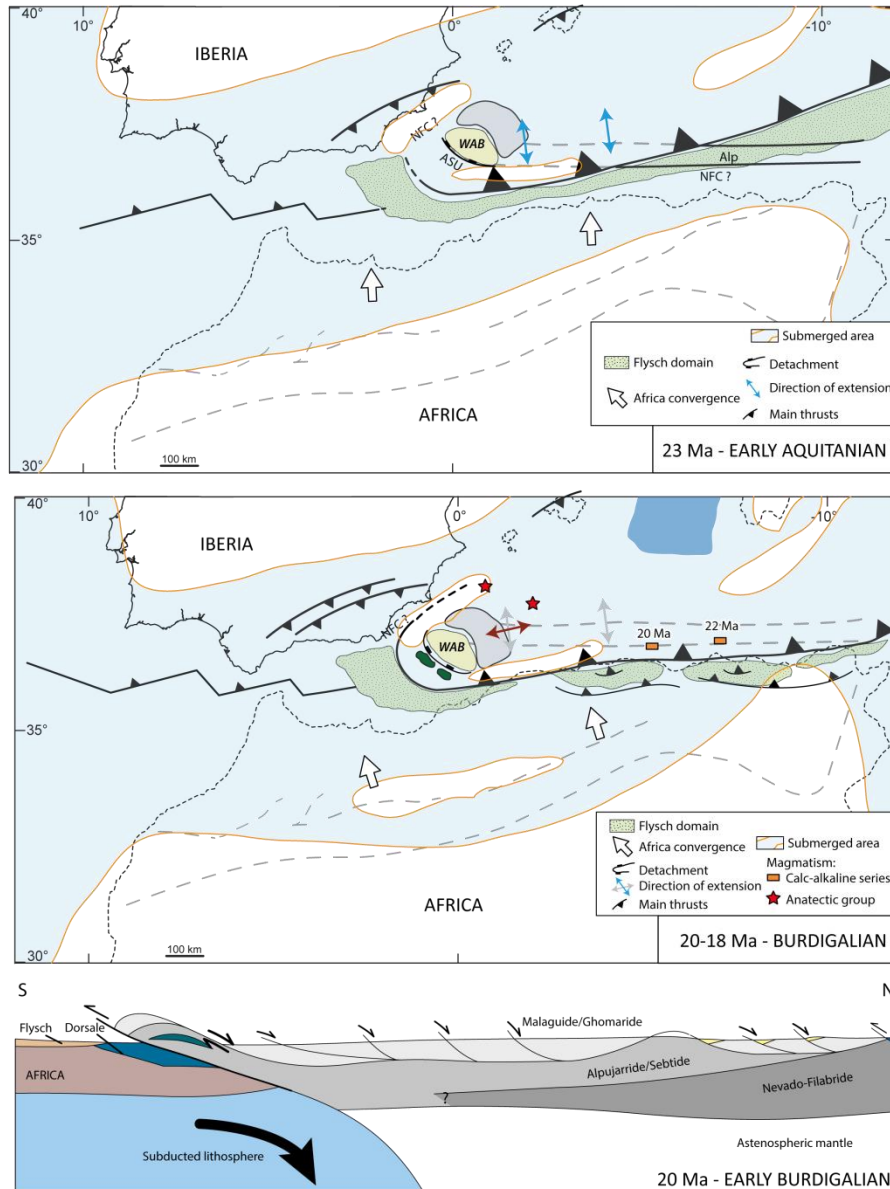 40°
10°
0°
-10°
IBERIA
NFC ?
WAB
ASU
Alp
NFC ?
35°
Submerged area
Flysch domain
Detachment
Direction of extension
Africa convergence
Main thrusts
AFRICA
30°
100 km
23 Ma - EARLY AQUITANIAN
40°
10°
0°
-10°
IBERIA
NFC ?
20 Ma
22 Ma
WAB
35°
Flysch domain
Africa convergence
Submerged area
Detachment
Magmatism:
Direction of extension
Calc-alkaline series
Main thrusts
Anatectic group
AFRICA
30°
100 km
20-18 Ma - BURDIGALIAN
S
N
Flysch Dorsale
Malaguide/Ghomaride
AFRICA
Alpujarride/Sebtide
Nevado-Filabride
?
Subducted lithosphere
Astenospheric mantle
20 Ma - EARLY BURDIGALIAN